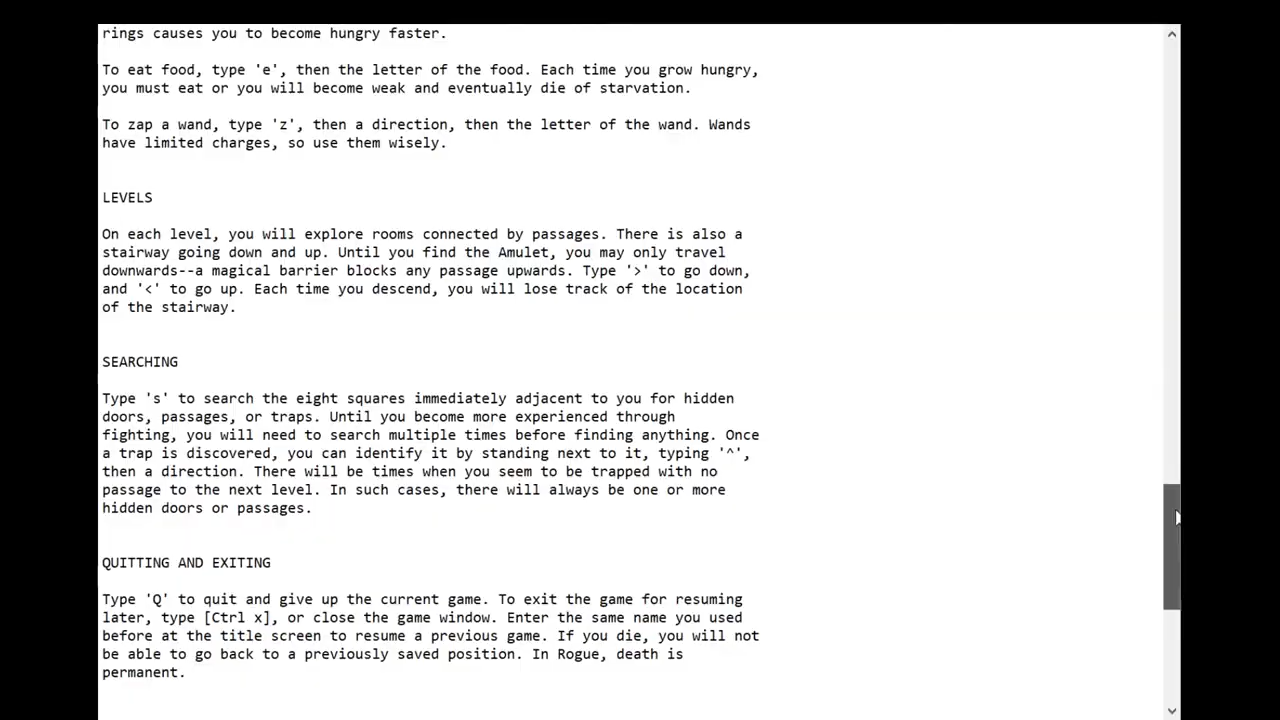 rings causes you to become hungry faster.
To eat food, type 'e', then the letter of the food. Each time you grow hungry,
you must eat or you will become weak and eventually die of starvation.
To zap a wand, type 'z', then a direction, then the letter of the wand. Wands
have limited charges, so use them wisely.
LEVELS
On each level, you will explore rooms connected by passages. There is also a
stairway going down and up. Until you find the Amulet, you may only travel
downwards--a magical barrier blocks any passage upwards. Type '>' to go down,
and '<' to go up. Each time you descend, you will lose track of the location
of the stairway.
SEARCHING
Type 's' to search the eight squares immediately adjacent to you for hidden
doors, passages, or traps. Until you become more experienced through
fighting, you will need to search multiple times before finding anything. Once
a trap is discovered, you can identify it by standing next to it, typing '^',
then a direction. There will be times when you seem to be trapped with no
passage to the next level. In such cases, there will always be one or more
hidden doors or passages.
QUITTING AND EXITING
Type 'Q' to quit and give up the current game. To exit the game for resuming
later, type [Ctrl x], or close the game window. Enter the same name you used
before at the title screen to resume a previous game. If you die, you will not
be able to go back to a previously saved position. In Rogue, death is
permanent.